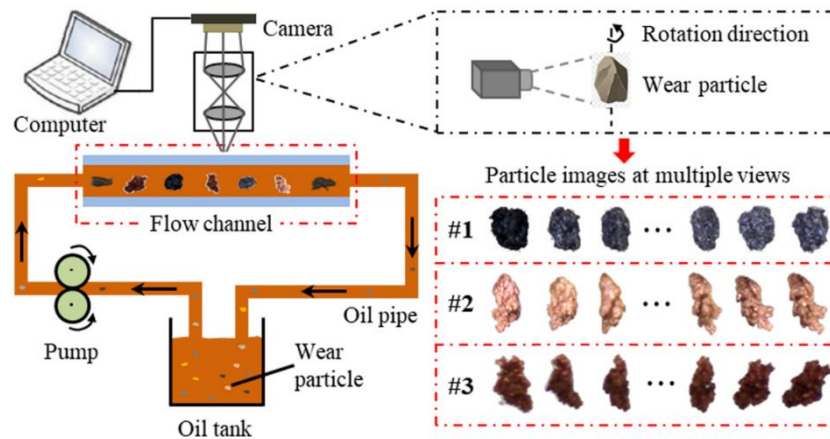 Camera
Computer
Rotation direction
Wear particle
Particle images at multiple views
Flow channel
#1
...
#2
...
#3
...
Oil pipe
Pump
Wear
particle
Oil tank